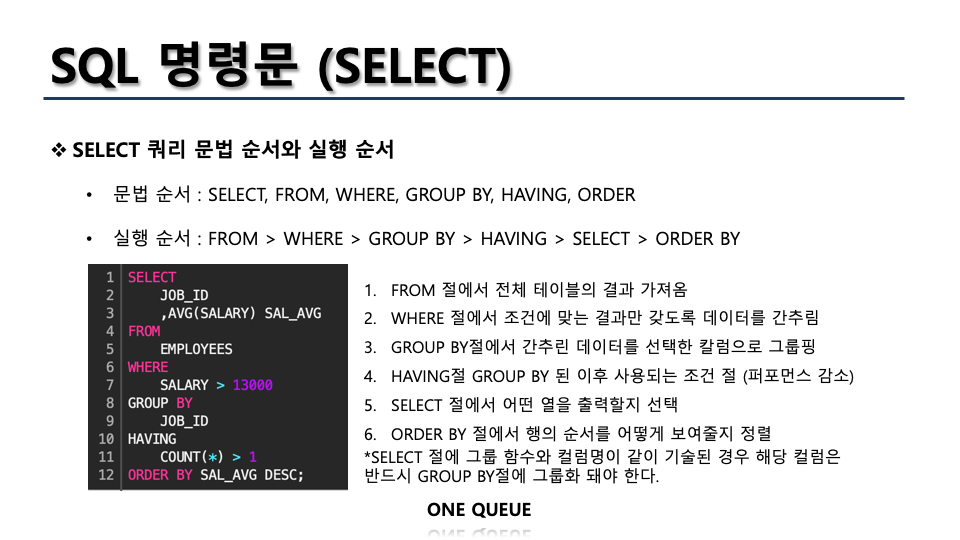 SQL 명령문 (SELECT)
❖ SELECT 쿼리 문법 순서와 실행 순서
• 문법 순서 : SELECT, FROM, WHERE, GROUP BY, HAVING, ORDER
• 실행 순서 : FROM > WHERE > GROUP BY > HAVING > SELECT > ORDER BY
1 SELECT
2 JOB_ID
3 ,AVG(SALARY) SAL_AVG
4 FROM
5 EMPLOYEES
6 WHERE
7 SALARY > 13000
8 GROUP BY
9 JOB_ID
10 HAVING
11 COUNT(*) > 1
12 ORDER BY SAL_AVG DESC;
1. FROM 절에서 전체 테이블의 결과 가져옴
2. WHERE 절에서 조건에 맞는 결과만 갖도록 데이터를 간추림
3. GROUP BY절에서 간추린 데이터를 선택한 칼럼으로 그룹핑
4. HAVING절 GROUP BY 된 이후 사용되는 조건 절 (퍼포먼스 감소)
5. SELECT 절에서 어떤 열을 출력할지 선택
6. ORDER BY 절에서 행의 순서를 어떻게 보여줄지 정렬
*SELECT 절에 그룹 함수와 컬럼명이 같이 기술된 경우 해당 컬럼은
반드시 GROUP BY절에 그룹화 돼야 한다.
ONE QUEUE